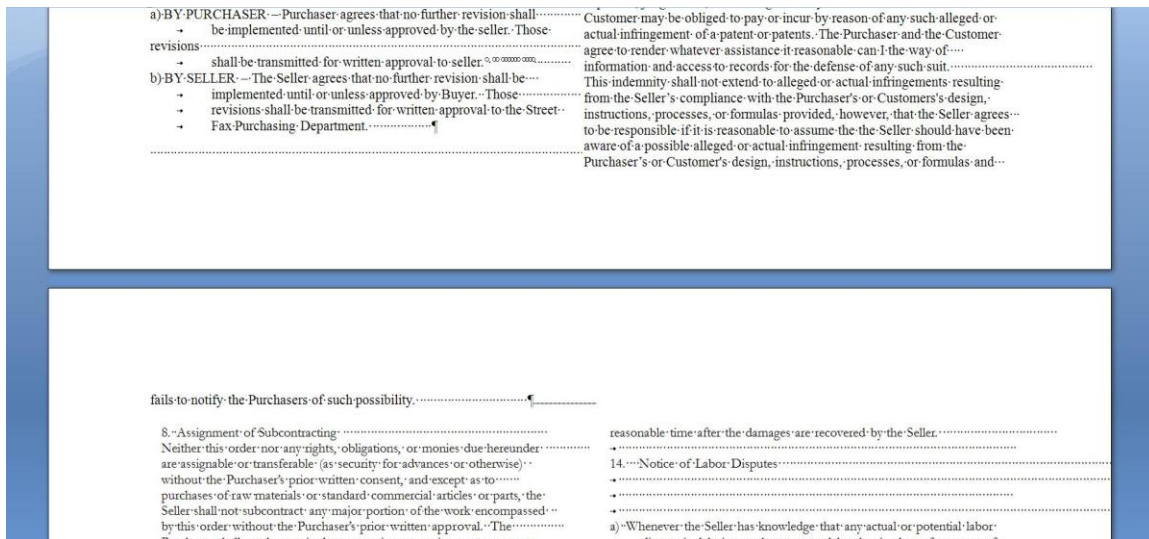 a) BY PURCHASER – Purchaser agrees that no further revision shall
be implemented until or unless approved by the seller. Those
revisions
shall be transmitted for written approval to seller.
b) BY SELLER – The Seller agrees that no further revision shall be
implemented until or unless approved by Buyer. Those
revisions shall be transmitted for written approval to the Street
Fax Purchasing Department. ¶
Customer may be obliged to pay or incur by reason of any such alleged or
actual infringement of a patent or patents. The Purchaser and the Customer
agree to render whatever assistance it reasonable can I the way of
information and access to records for the defense of any such suit.
This indemnity shall not extend to alleged or actual infringements resulting
from the Seller's compliance with the Purchaser's or Customers's design,
instructions, processes, or formulas provided, however, that the Seller agrees
to be responsible if it is reasonable to assume the the Seller should have been
aware of a possible alleged or actual infringement resulting from the
Purchaser's or Customer's design, instructions, processes, or formulas and
fails to notify the Purchasers of such possibility. ¶
8. Assignment of Subcontracting
Neither this order nor any rights, obligations, or monies due hereunder
are assignable or transferable (as security for advances or otherwise)
without the Purchaser's prior written consent, and except as to
purchases of raw materials or standard commercial articles or parts, the
Seller shall not subcontract any major portion of the work encompassed
by this order without the Purchaser's prior written approval. The
reasonable time after the damages are recovered by the Seller.
14. Notice of Labor Disputes
a) Whenever the Seller has knowledge that any actual or potential labor